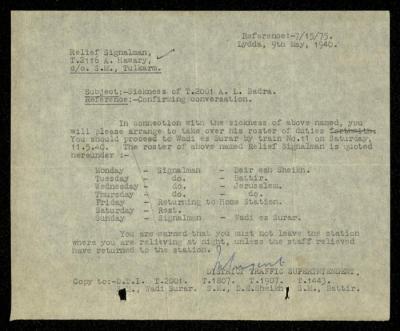 Reference:-7/15/75.
Lydda, 9th May, 1940.
Relief Signalman,
T.2116 A. Hawary,
c/o. S.M., Tulkarm.
Subject:-Sickness of T.2001 A. L. Badra.
Reference:-Confirming conversation.
In connection with the sickness of above named, you
will please arrange to take over his roster of duties forthwith.
You should proceed to Wadi es Surar by train No.11 on Saturday,
11.5.40. The roster of above named Relief Signalman is quoted
hereunder :-
Monday - Signalman - Deir esh Sheikh.
Tuesday - do. - Battir.
Wednesday - do. - Jerusalem.
Thursday - do. - do.
Friday - Returning to Home Station.
Saturday - Rest.
Sunday - Signalman - Wadi es Surar.
You are warned that you must not leave the station
where you are relieving at night, unless the staff relieved
have returned to the station.
DISTRICT TRAFFIC SUPERINTENDENT.
Copy to:-D.T.I. T.2001. T.1807. T.1907. T.1443.
Wadi Surar. S.M., D.E.Sheikh. S.M., Battir.